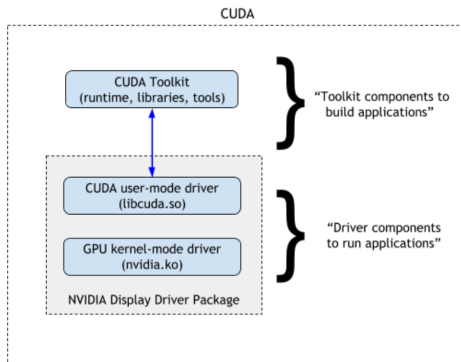 CUDA
CUDA Toolkit
(runtime, libraries, tools)
“Toolkit components to
build applications”
CUDA user-mode driver
(libcuda.so)
GPU kernel-mode driver
(nvidia.ko)
NVIDIA Display Driver Package
“Driver components
to run applications”